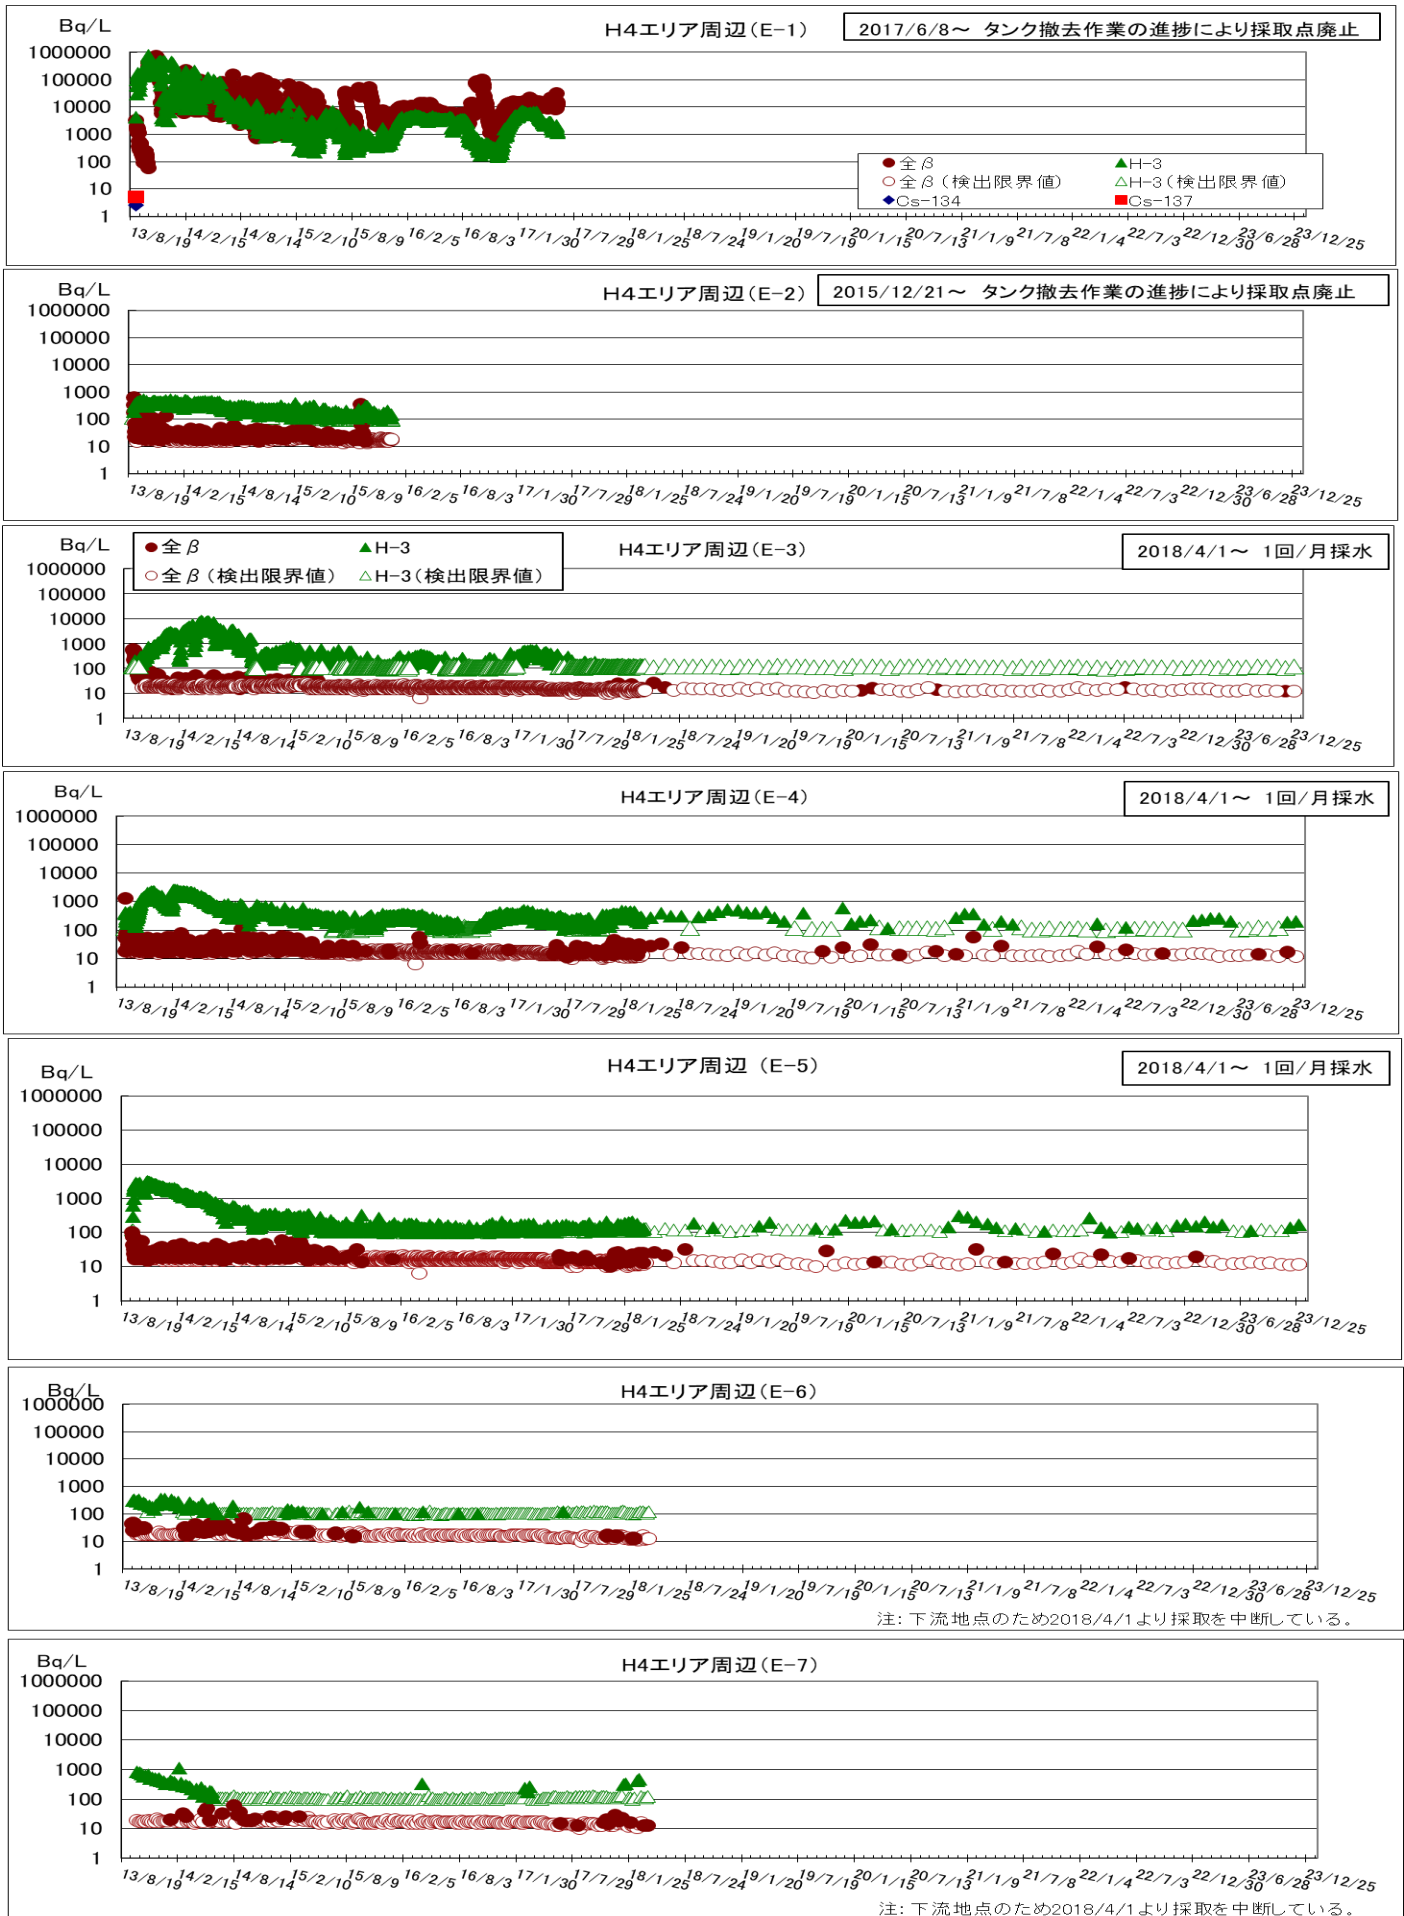 Bq/L
H4エリア周辺(E-1)
2017/6/8～ タンク撤去作業の進捗により採取点廃止
1000000
100000
10000
1000
100
10
1
全β
H-3
全β(検出限界値)
H-3(検出限界値)
Cs-134
Cs-137
13/8/19 14/2/15 14/8/14 15/2/10 15/8/9 16/2/5 16/8/3 17/1/30 17/7/29 18/1/25 18/7/24 19/1/20 19/7/19 20/1/15 20/7/13 21/1/9 21/7/8 22/1/4 22/7/3 22/12/30 23/6/28 23/12/25
Bq/L
H4エリア周辺(E-2)
2015/12/21～ タンク撤去作業の進捗により採取点廃止
1000000
100000
10000
1000
100
10
1
13/8/19 14/2/15 14/8/14 15/2/10 15/8/9 16/2/5 16/8/3 17/1/30 17/7/29 18/1/25 18/7/24 19/1/20 19/7/19 20/1/15 20/7/13 21/1/9 21/7/8 22/1/4 22/7/3 22/12/30 23/6/28 23/12/25
Bq/L
全β
H-3
全β(検出限界値)
H-3(検出限界値)
H4エリア周辺(E-3)
2018/4/1～ 1回/月採水
1000000
100000
10000
1000
100
10
1
13/8/19 14/2/15 14/8/14 15/2/10 15/8/9 16/2/5 16/8/3 17/1/30 17/7/29 18/1/25 18/7/24 19/1/20 19/7/19 20/1/15 20/7/13 21/1/9 21/7/8 22/1/4 22/7/3 22/12/30 23/6/28 23/12/25
Bq/L
H4エリア周辺(E-4)
2018/4/1～ 1回/月採水
1000000
100000
10000
1000
100
10
1
13/8/19 14/2/15 14/8/14 15/2/10 15/8/9 16/2/5 16/8/3 17/1/30 17/7/29 18/1/25 18/7/24 19/1/20 19/7/19 20/1/15 20/7/13 21/1/9 21/7/8 22/1/4 22/7/3 22/12/30 23/6/28 23/12/25
Bq/L
H4エリア周辺 (E-5)
2018/4/1～ 1回/月採水
1000000
100000
10000
1000
100
10
1
13/8/19 14/2/15 14/8/14 15/2/10 15/8/9 16/2/5 16/8/3 17/1/30 17/7/29 18/1/25 18/7/24 19/1/20 19/7/19 20/1/15 20/7/13 21/1/9 21/7/8 22/1/4 22/7/3 22/12/30 23/6/28 23/12/25
Bq/L
H4エリア周辺(E-6)
1000000
100000
10000
1000
100
10
1
13/8/19 14/2/15 14/8/14 15/2/10 15/8/9 16/2/5 16/8/3 17/1/30 17/7/29 18/1/25 18/7/24 19/1/20 19/7/19 20/1/15 20/7/13 21/1/9 21/7/8 22/1/4 22/7/3 22/12/30 23/6/28 23/12/25
注: 下流地点のため2018/4/1より採取を中断している。
Bq/L
H4エリア周辺(E-7)
1000000
100000
10000
1000
100
10
1
13/8/19 14/2/15 14/8/14 15/2/10 15/8/9 16/2/5 16/8/3 17/1/30 17/7/29 18/1/25 18/7/24 19/1/20 19/7/19 20/1/15 20/7/13 21/1/9 21/7/8 22/1/4 22/7/3 22/12/30 23/6/28 23/12/25
注: 下流地点のため2018/4/1より採取を中断している。